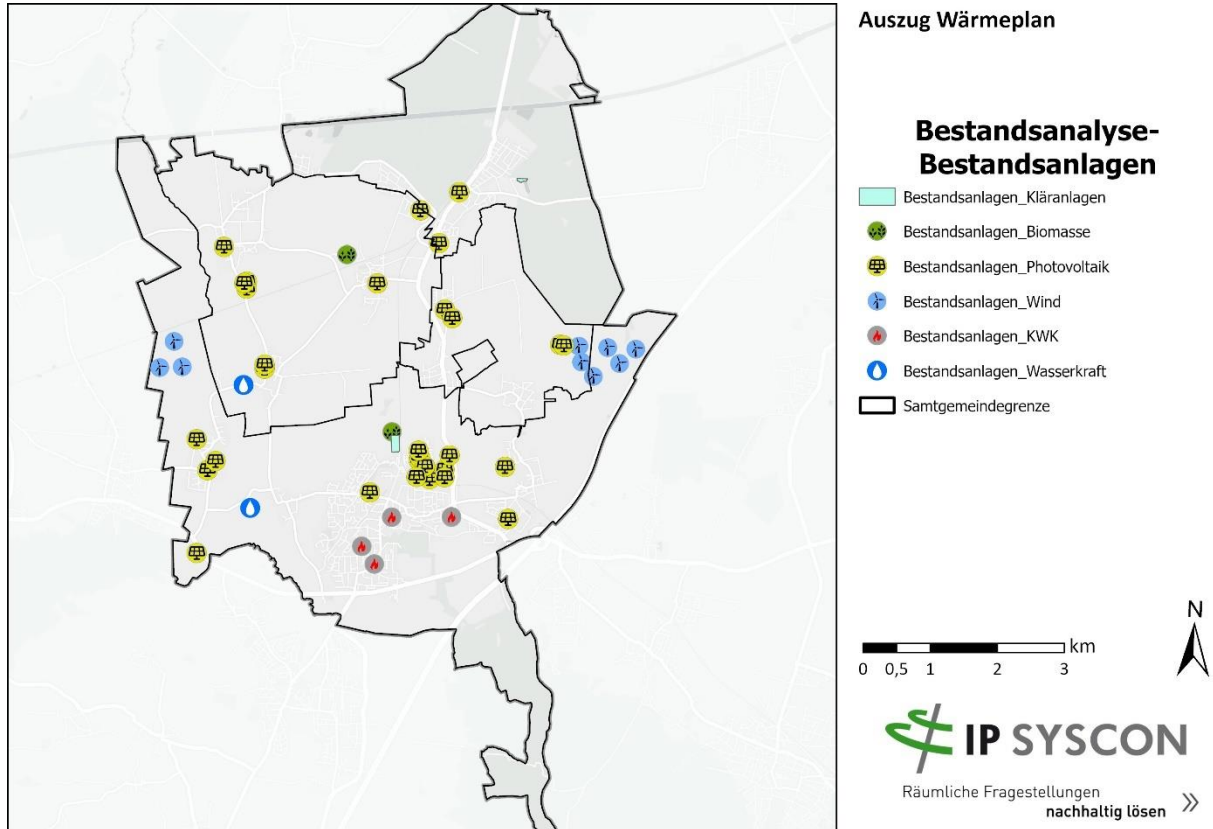 Auszug Wärmeplan
Bestandsanalyse-
Bestandsanlagen
Bestandsanlagen_Kläranlagen
Bestandsanlagen_Biomasse
Bestandsanlagen_Photovoltaik
Bestandsanlagen_Wind
Bestandsanlagen_KWK
Bestandsanlagen_Wasserkraft
Samtgemeindegrenze
N
km
0 0,5 1 2 3
IP SYSCON
Räumliche Fragestellungen
nachhaltig lösen